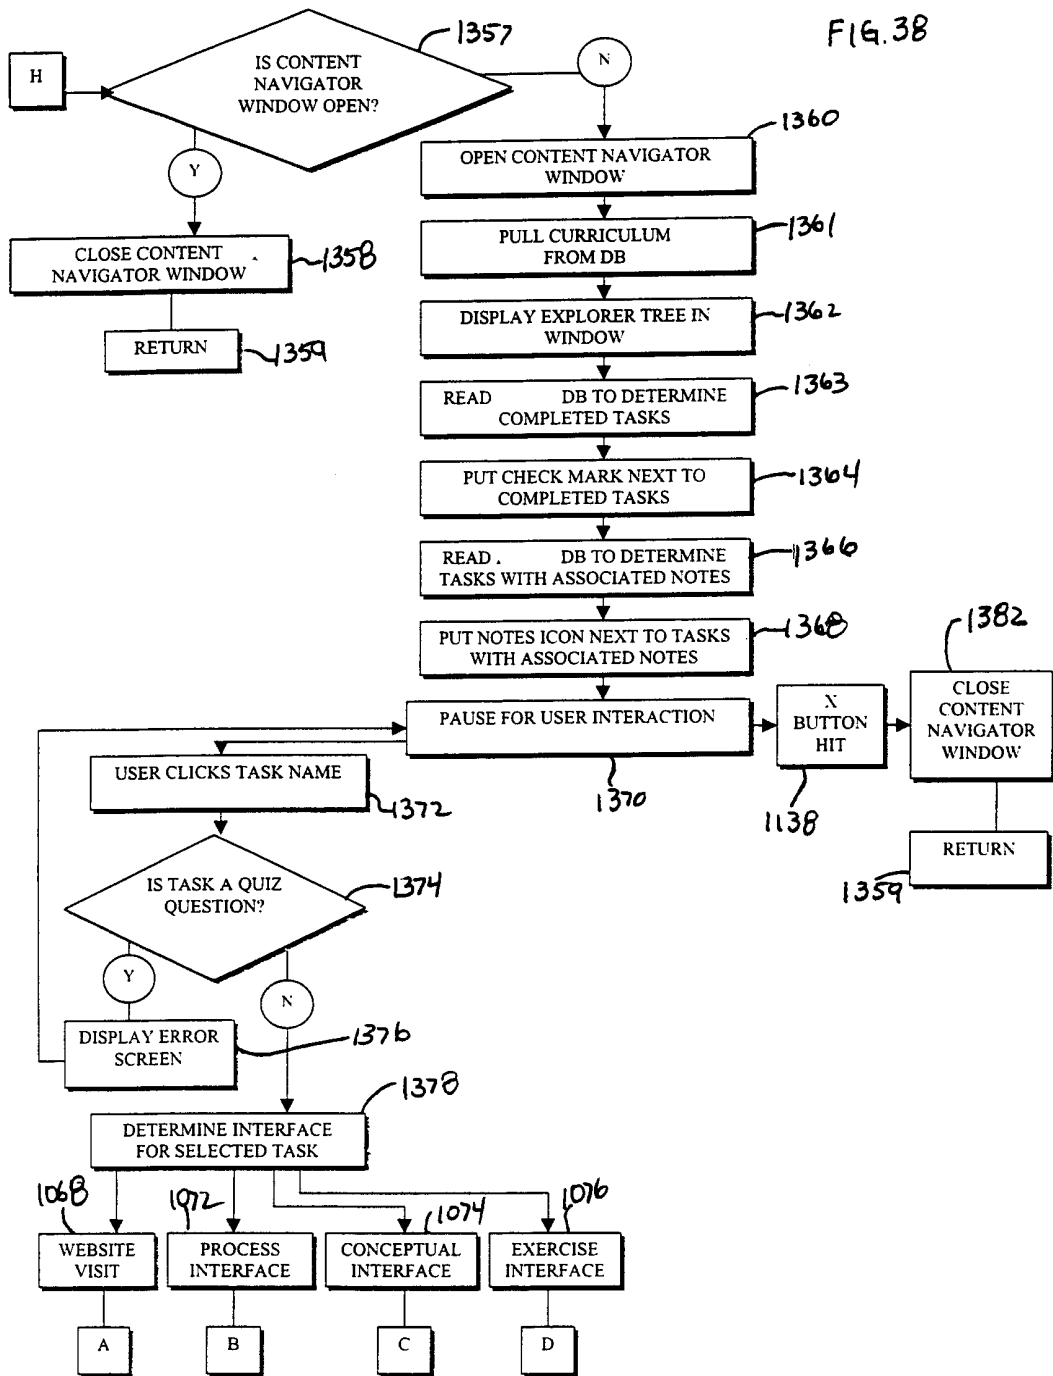 FIG.38
H
IS CONTENT
NAVIGATOR
WINDOW OPEN?
1357
N
Y
1360
OPEN CONTENT NAVIGATOR
WINDOW
CLOSE CONTENT
NAVIGATOR WINDOW
1358
RETURN
1359
PULL CURRICULUM
FROM DB
1361
DISPLAY EXPLORER TREE IN
WINDOW
1362
READ DB TO DETERMINE
COMPLETED TASKS
1363
PUT CHECK MARK NEXT TO
COMPLETED TASKS
1364
READ . DB TO DETERMINE
TASKS WITH ASSOCIATED NOTES
1366
PUT NOTES ICON NEXT TO TASKS
WITH ASSOCIATED NOTES
1368
PAUSE FOR USER INTERACTION
1370
X
BUTTON
HIT
1138
1382
CLOSE
CONTENT
NAVIGATOR
WINDOW
RETURN
1359
USER CLICKS TASK NAME
1372
IS TASK A QUIZ
QUESTION?
1374
Y
N
DISPLAY ERROR
SCREEN
1376
1378
DETERMINE INTERFACE
FOR SELECTED TASK
1068
WEBSITE
VISIT
1072
PROCESS
INTERFACE
1074
CONCEPTUAL
INTERFACE
1076
EXERCISE
INTERFACE
A
B
C
D